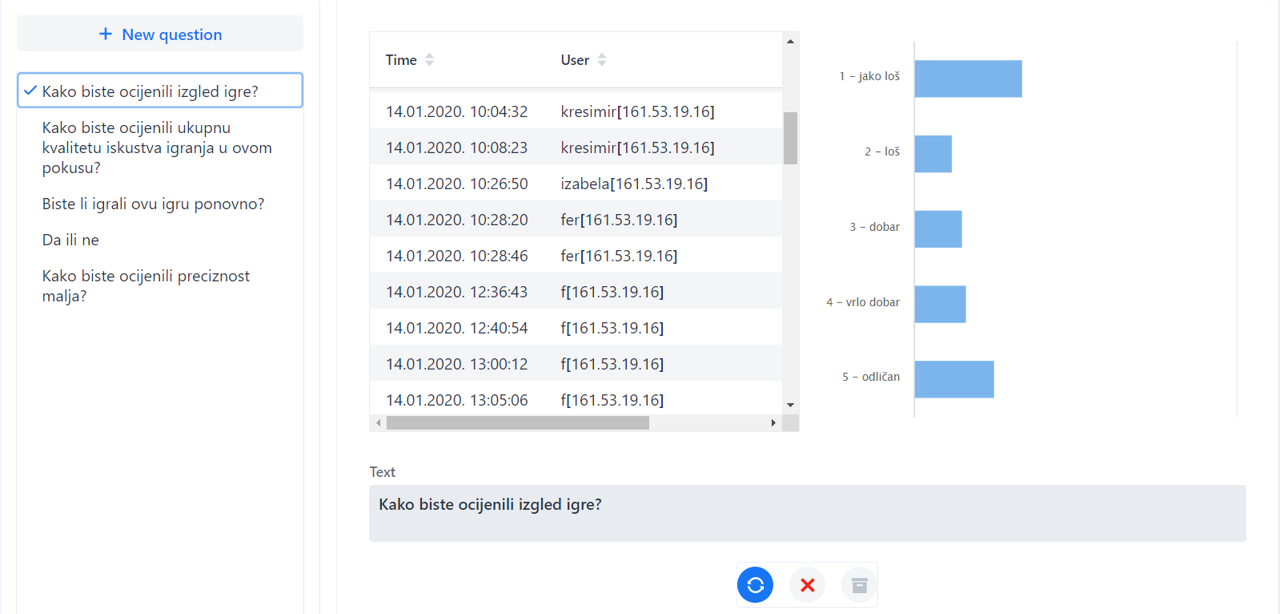 + New question
Kako biste ocijenili izgled igre?
Kako biste ocijenili ukupnu
kvalitetu iskustva igranja u ovom
pokusu?
Biste li igrali ovu igru ponovno?
Da ili ne
Kako biste ocijenili preciznost
malja?
Time User
14.01.2020. 10:04:32 kresimir[161.53.19.16]
14.01.2020. 10:08:23 kresimir[161.53.19.16]
14.01.2020. 10:26:50 izabela[161.53.19.16]
14.01.2020. 10:28:20 fer[161.53.19.16]
14.01.2020. 10:28:46 fer[161.53.19.16]
14.01.2020. 12:36:43 f[161.53.19.16]
14.01.2020. 12:40:54 f[161.53.19.16]
14.01.2020. 13:00:12 f[161.53.19.16]
14.01.2020. 13:05:06 f[161.53.19.16]
1 – jako loš
2 – loš
3 – dobar
4 – vrlo dobar
5 – odličan
Text
Kako biste ocijenili izgled igre?